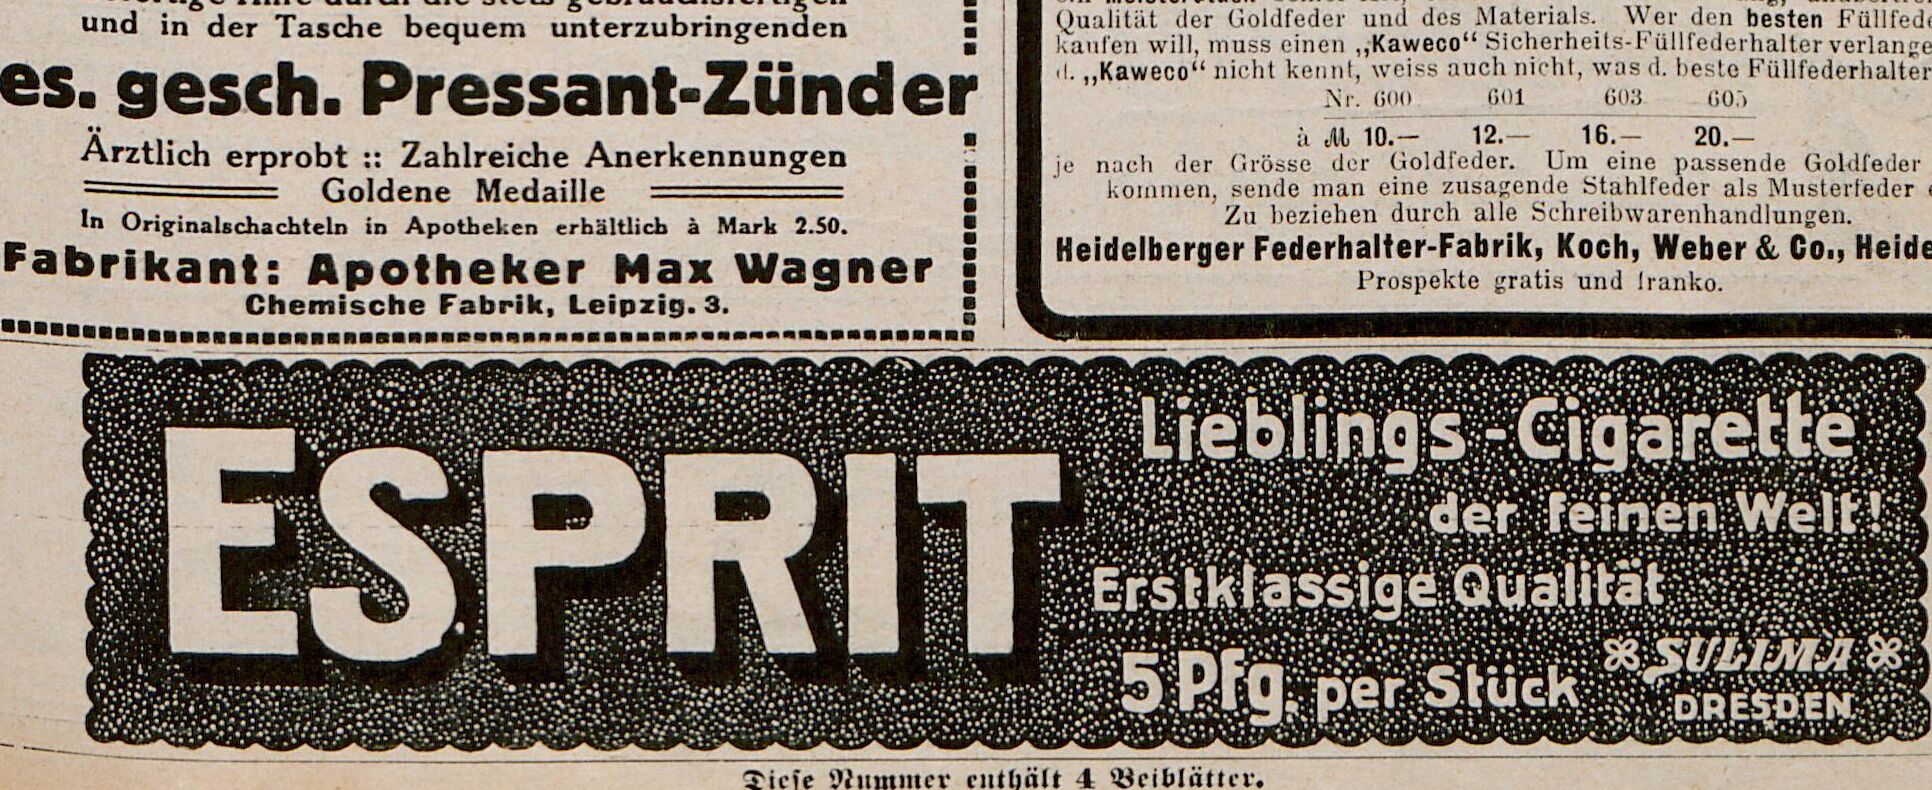 und in der Tasche bequem unterzubringenden
es. gesch. Pressant-Zünder
Ärztlich erprobt :: Zahlreiche Anerkennungen
Goldene Medaille
In Originalschachteln in Apotheken erhältlich à Mark 2.50.
Fabrikant: Apotheker Max Wagner
Chemische Fabrik, Leipzig. 3.
Qualität der Goldfeder und des Materials. Wer den besten Füllfede
kaufen will, muss einen „Kaweco“ Sicherheits-Füllfederhalter verlange
d. „Kaweco“ nicht kennt, weiss auch nicht, was d. beste Füllfederhalter
Nr. 600 601 603 605
à ℳ 10.— 12.— 16.— 20.—
je nach der Grösse der Goldfeder. Um eine passende Goldfeder
kommen, sende man eine zusagende Stahlfeder als Musterfeder
Zu beziehen durch alle Schreibwarenhandlungen.
Heidelberger Federhalter-Fabrik, Koch, Weber & Co., Heide
Prospekte gratis und franko.
ESPRIT
Lieblings-Cigarette
der feinen Welt!
Erstklassige Qualität
5 Pfg. per Stück
SULIMA
DRESDEN
Diese Nummer enthält 4 Beiblätter.